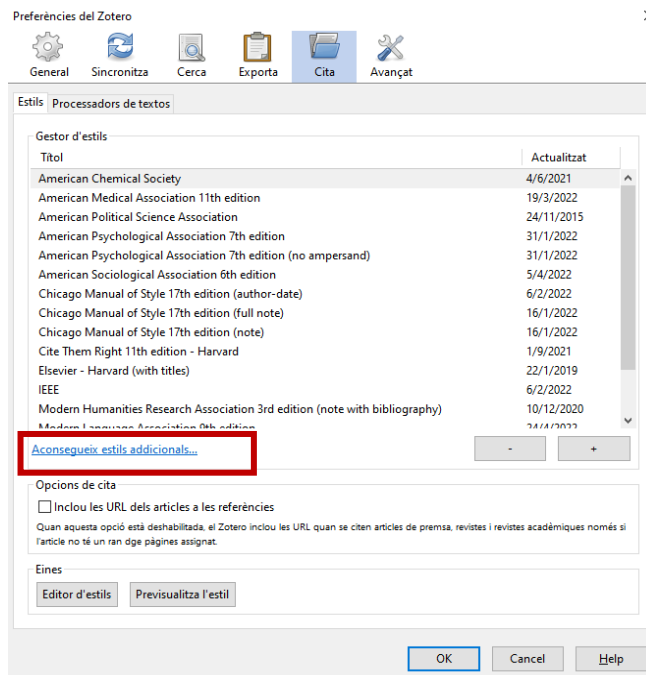 Preferències del Zotero
General Sincronitza Cerca Exporta Cita Avançat
Estils Processadors de textos
Gestor d'estils
Títol Actualitzat
American Chemical Society 4/6/2021
American Medical Association 11th edition 19/3/2022
American Political Science Association 24/11/2015
American Psychological Association 7th edition 31/1/2022
American Psychological Association 7th edition (no ampersand) 31/1/2022
American Sociological Association 6th edition 5/4/2022
Chicago Manual of Style 17th edition (author-date) 6/2/2022
Chicago Manual of Style 17th edition (full note) 16/1/2022
Chicago Manual of Style 17th edition (note) 16/1/2022
Cite Them Right 11th edition - Harvard 1/9/2021
Elsevier - Harvard (with titles) 22/1/2019
IEEE 6/2/2022
Modern Humanities Research Association 3rd edition (note with bibliography) 10/12/2020
Modern Language Association 9th edition 24/4/2022
Aconsegueix estils addicionals... - +
Opcions de cita
Inclou les URL dels articles a les referències
Quan aquesta opció està deshabilitada, el Zotero inclou les URL quan se citen articles de premsa, revistes i revistes acadèmiques només si
l'article no té un ran dge pàgines assignat.
Eines
Editor d'estils Previsualitza l'estil
OK Cancel Help